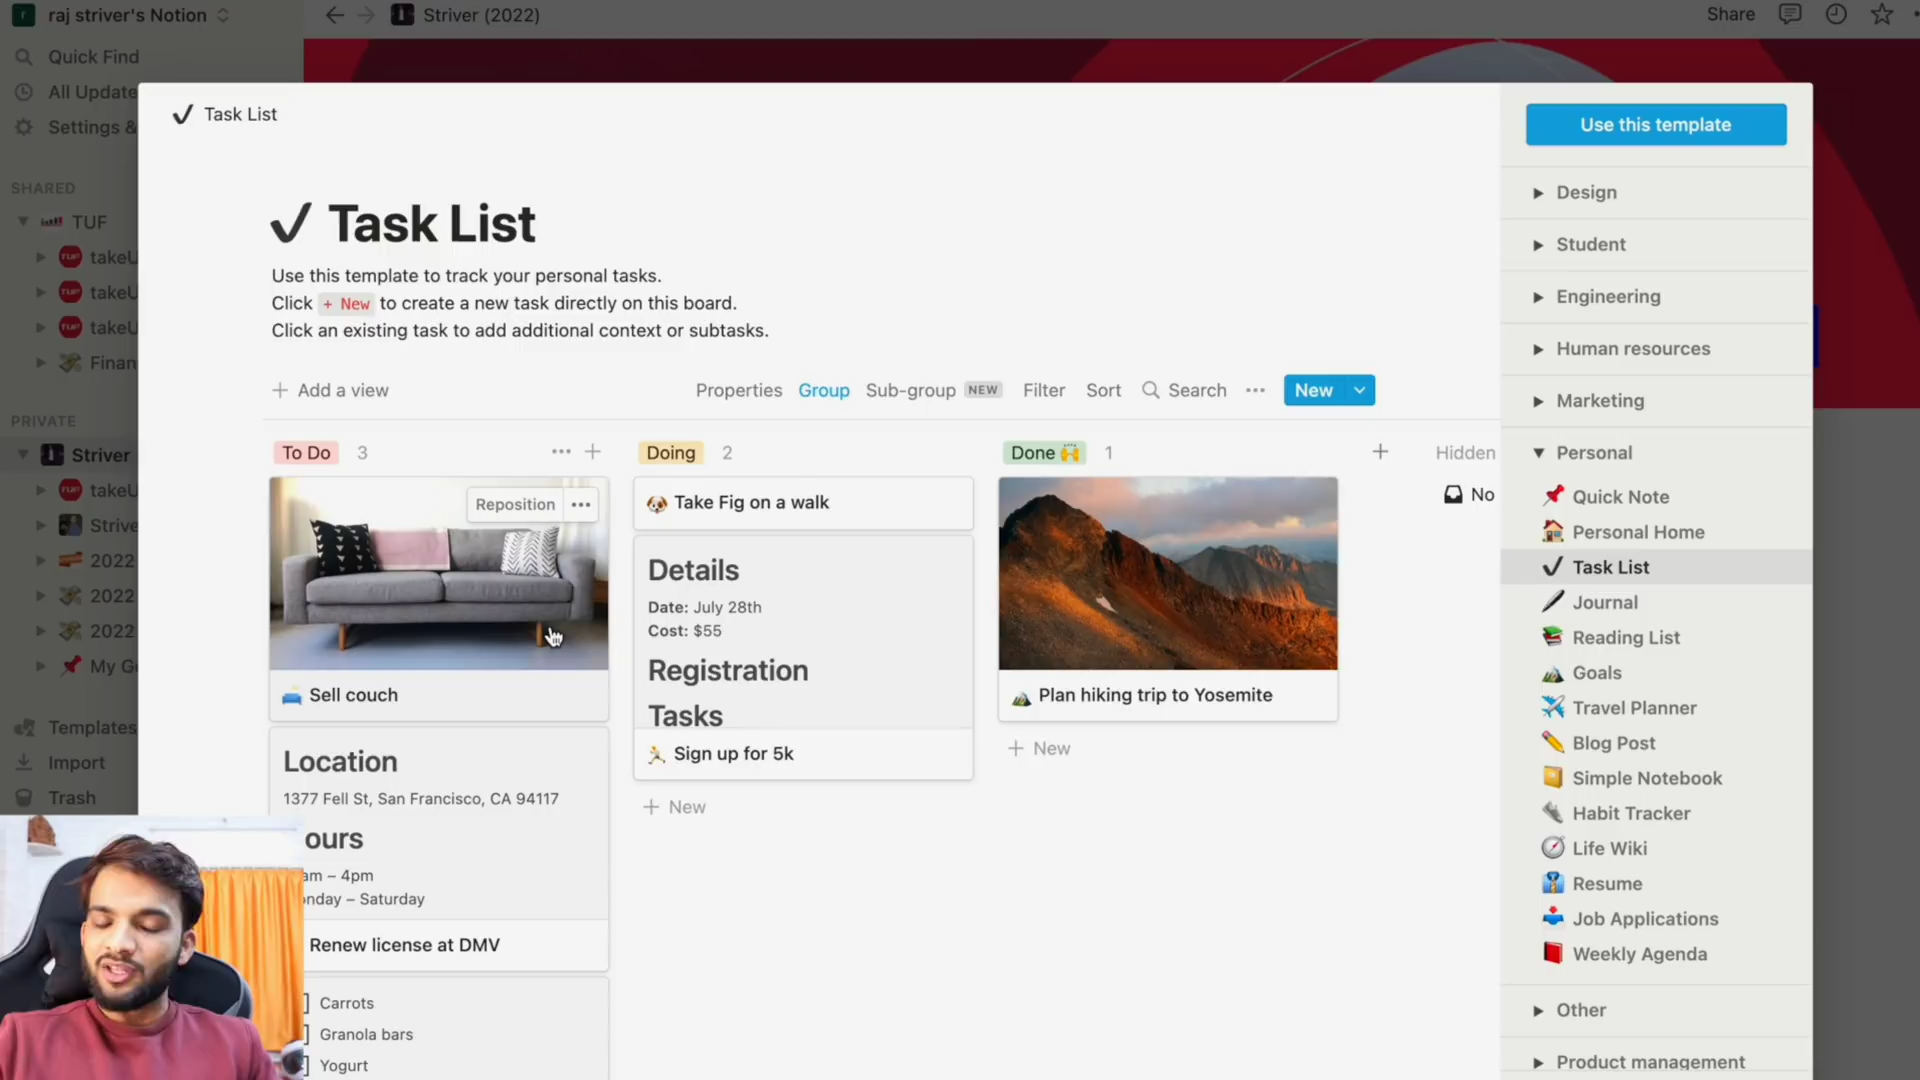 raj striver's Notion
Striver (2022)
Share
Quick Find
All Update
Settings &
SHARED
TUF
takeU
takeU
takeU
Finan
PRIVATE
Striver
takeU
Strive
2022
2022
2022
My Go
Templates
Import
Trash
Task List
Task List
Use this template to track your personal tasks.
Click + New to create a new task directly on this board.
Click an existing task to add additional context or subtasks.
+ Add a view
Properties Group Sub-group NEW Filter Sort Search ••• New
To Do 3 ••• +
Reposition •••
Sell couch
Location
1377 Fell St, San Francisco, CA 94117
ours
am – 4pm
nday – Saturday
Renew license at DMV
Carrots
Granola bars
Yogurt
Doing 2
Take Fig on a walk
Details
Date: July 28th
Cost: $55
Registration
Tasks
Sign up for 5k
+ New
Done 1 +
Plan hiking trip to Yosemite
+ New
Hidden
No
Use this template
Design
Student
Engineering
Human resources
Marketing
Personal
Quick Note
Personal Home
Task List
Journal
Reading List
Goals
Travel Planner
Blog Post
Simple Notebook
Habit Tracker
Life Wiki
Resume
Job Applications
Weekly Agenda
Other
Product management